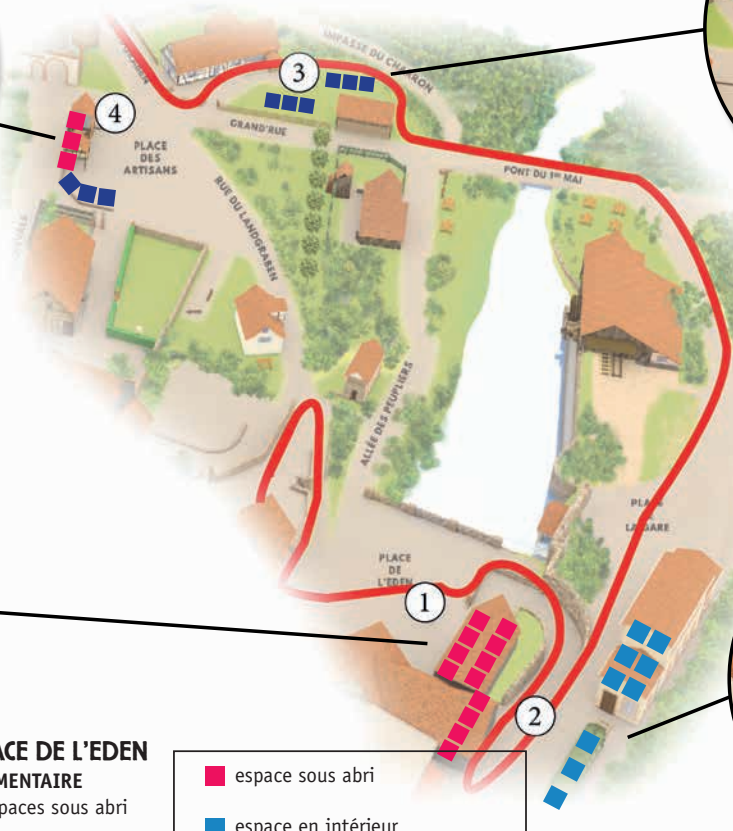 IMPASSE DU CHARRON
3
4
GRAND'RUE
PLACE
DES
ARTISANS
PONT DU 1ER MAI
RUE DU LANDGRABEN
ALLÉE DES PEUPLIERS
LA GARE
PLACE
DE
L'EDEN
1
2
ACE DE L'EDEN
MENTAIRE
paces sous abri
espace sous abri
espace en intérieur